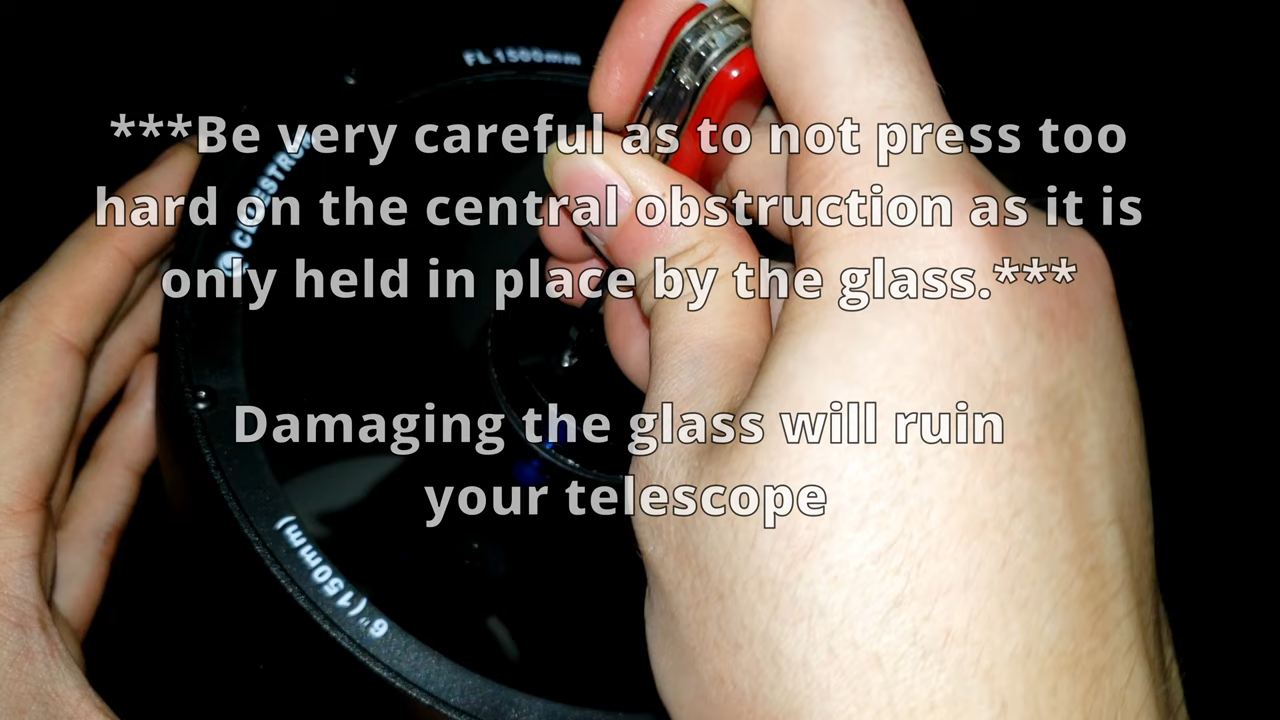 FL 1500mm
***Be very careful as to not press too
hard on the central obstruction as it is
only held in place by the glass.***
CELESTRON
Damaging the glass will ruin
your telescope
6" (150mm)